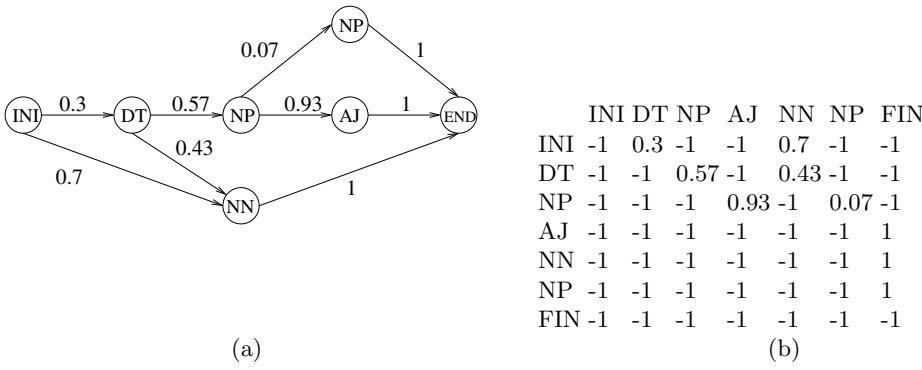 NP
0.07
1
INI
0.3
DT
0.57
NP
0.93
AJ
1
END
0.43
0.7
NN
1
(a)
INI DT NP AJ NN NP FIN
INI -1 0.3 -1 -1 0.7 -1 -1
DT -1 -1 0.57 -1 0.43 -1 -1
NP -1 -1 -1 0.93 -1 0.07 -1
AJ -1 -1 -1 -1 -1 -1 1
NN -1 -1 -1 -1 -1 -1 1
NP -1 -1 -1 -1 -1 -1 1
FIN -1 -1 -1 -1 -1 -1 -1
(b)